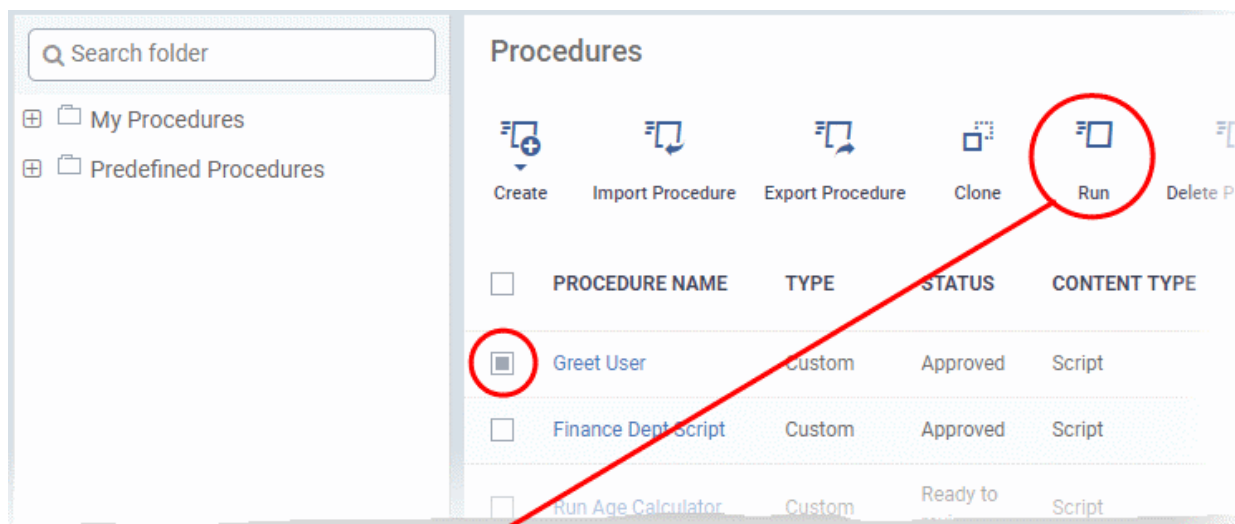 Search folder
My Procedures
Predefined Procedures
Procedures
Create Import Procedure Export Procedure Clone Run Delete P
PROCEDURE NAME TYPE STATUS CONTENT TYPE
Greet User Custom Approved Script
Finance Dept Script Custom Approved Script
Run Age Calculator Custom Ready to Script